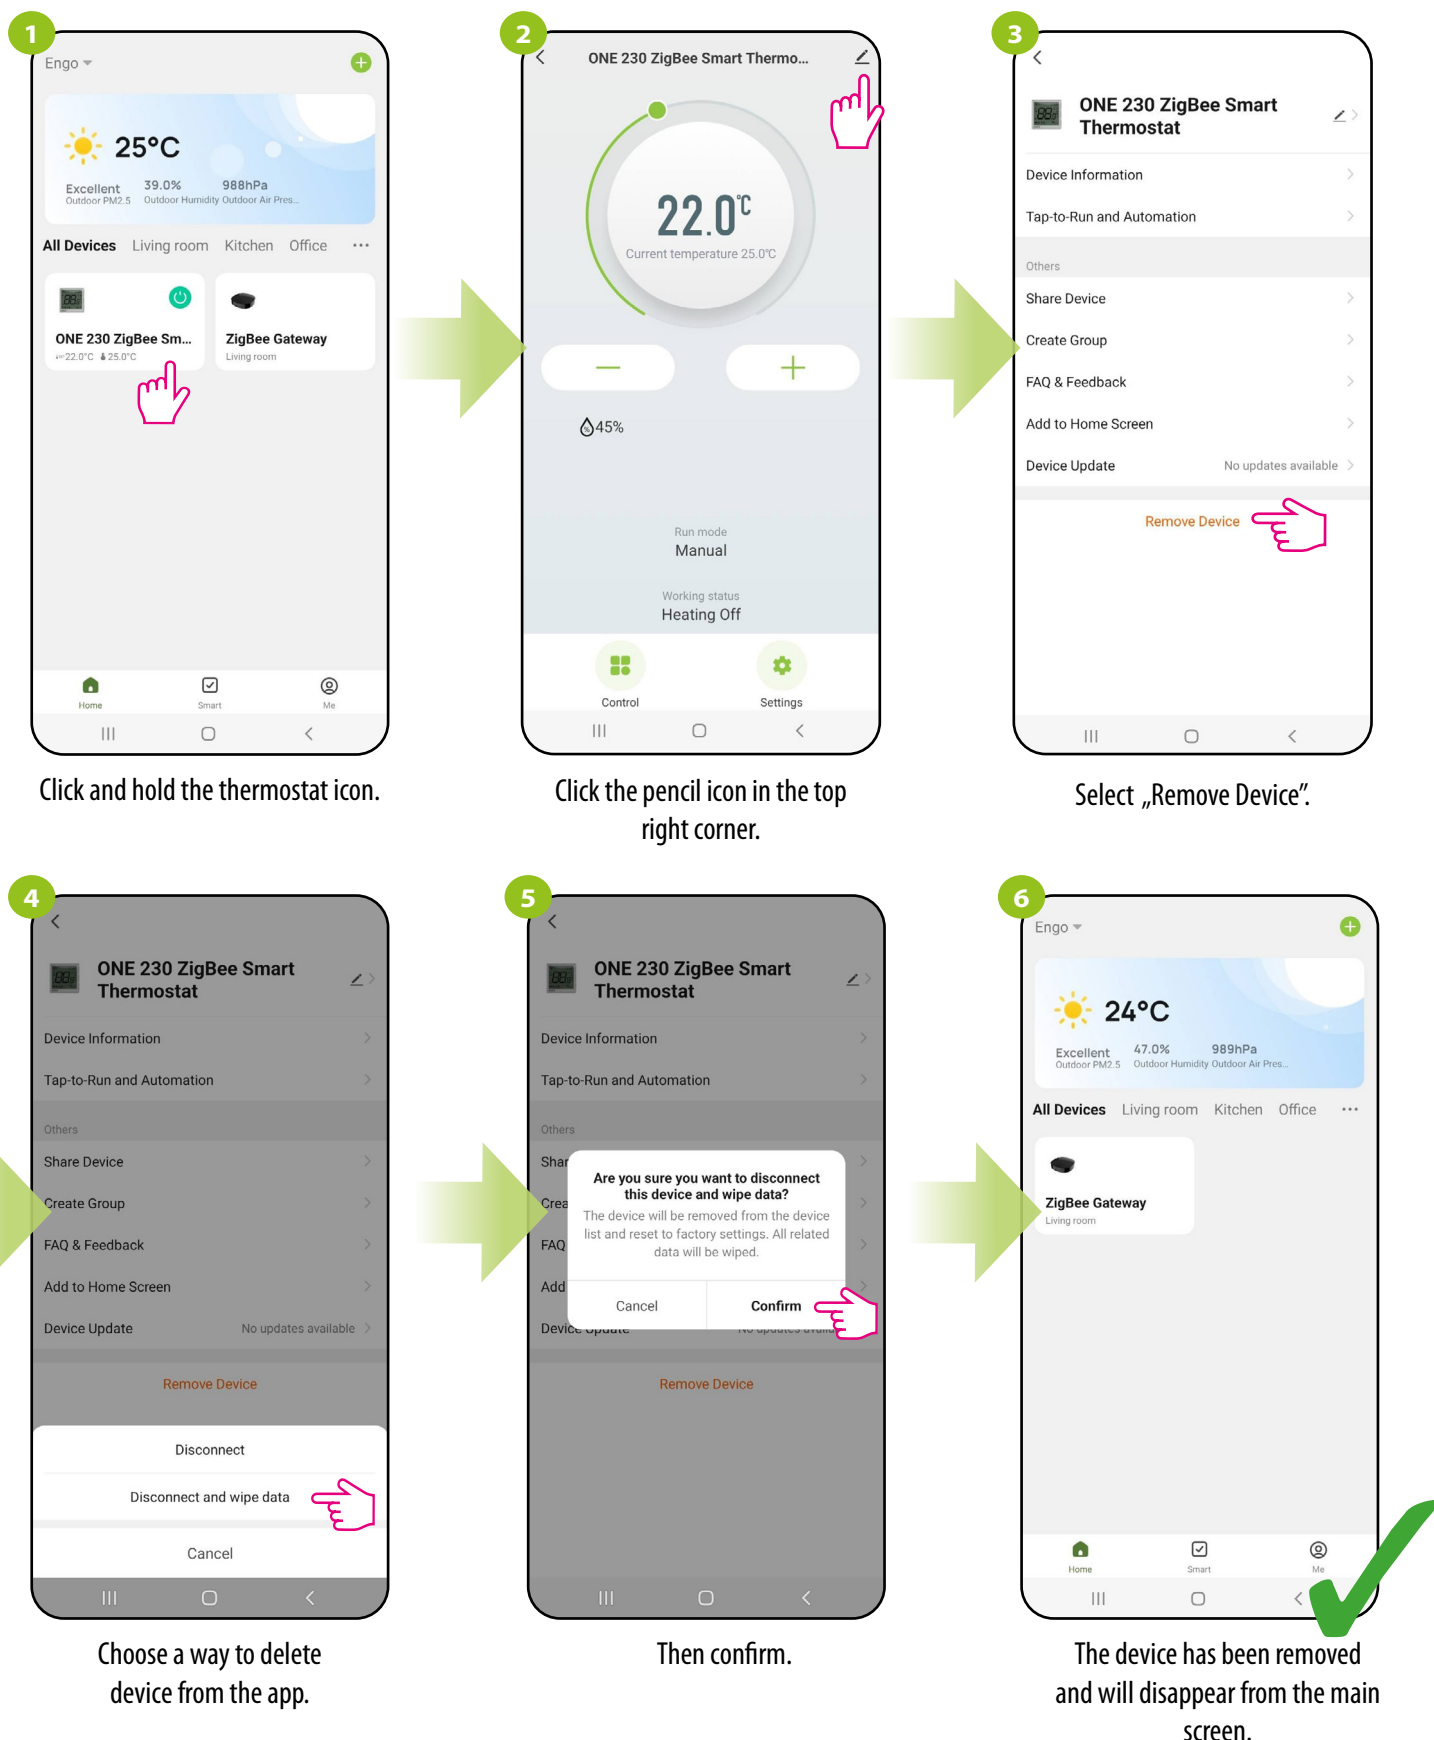 1
Engo
25°C
Excellent
Outdoor PM2.5
39.0%
Outdoor Humidity
988hPa
Outdoor Air Pres...
All Devices Living room Kitchen Office ...
ONE 230 ZigBee Sm...
22.0°C 25.0°C
ZigBee Gateway
Living room
Home Smart Me
Click and hold the thermostat icon.
2
ONE 230 ZigBee Smart Thermo...
22.0°C
Current temperature 25.0°C
45%
Run mode
Manual
Working status
Heating Off
Control Settings
Click the pencil icon in the top
right corner.
3
ONE 230 ZigBee Smart
Thermostat
Device Information
Tap-to-Run and Automation
Others
Share Device
Create Group
FAQ & Feedback
Add to Home Screen
Device Update No updates available
Remove Device
Select „Remove Device”.
4
ONE 230 ZigBee Smart
Thermostat
Device Information
Tap-to-Run and Automation
Others
Share Device
Create Group
FAQ & Feedback
Add to Home Screen
Device Update No updates available
Remove Device
Disconnect
Disconnect and wipe data
Cancel
Choose a way to delete
device from the app.
5
ONE 230 ZigBee Smart
Thermostat
Device Information
Tap-to-Run and Automation
Others
Shar
Crea
FAQ
Add
Are you sure you want to disconnect
this device and wipe data?
The device will be removed from the device
list and reset to factory settings. All related
data will be wiped.
Cancel Confirm
Device Update No updates availa
Remove Device
Then confirm.
6
Engo
24°C
Excellent
Outdoor PM2.5
47.0%
Outdoor Humidity
989hPa
Outdoor Air Pres...
All Devices Living room Kitchen Office ...
ZigBee Gateway
Living room
Home Smart Me
The device has been removed
and will disappear from the main
screen.